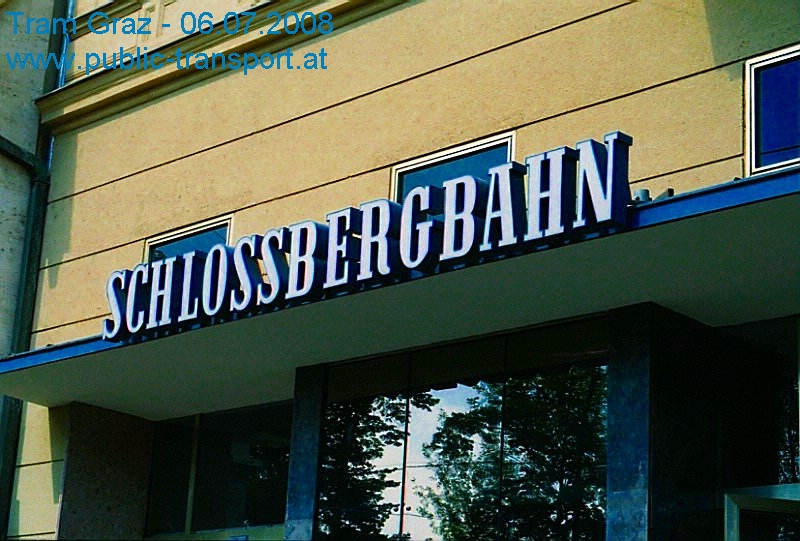 Tram Graz - 06.07.2008
www.public-transport.at
SCHLOSSBERGBAHN